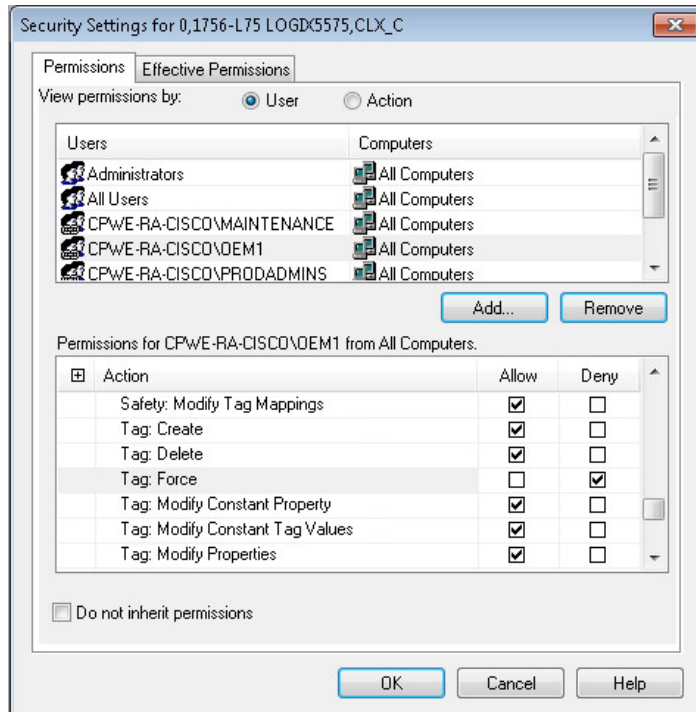 Security Settings for 0,1756-L75 LOGIX5575,CLX_C
Permissions Effective Permissions
View permissions by: User Action
Users Computers
Administrators All Computers
All Users All Computers
CPWE-RA-CISCO\MAINTENANCE All Computers
CPWE-RA-CISCO\OEM1 All Computers
CPWE-RA-CISCO\PRODADMINS All Computers
Add... Remove
Permissions for CPWE-RA-CISCO\OEM1 from All Computers.
Action Allow Deny
Safety: Modify Tag Mappings
Tag: Create
Tag: Delete
Tag: Force
Tag: Modify Constant Property
Tag: Modify Constant Tag Values
Tag: Modify Properties
Do not inherit permissions
OK Cancel Help